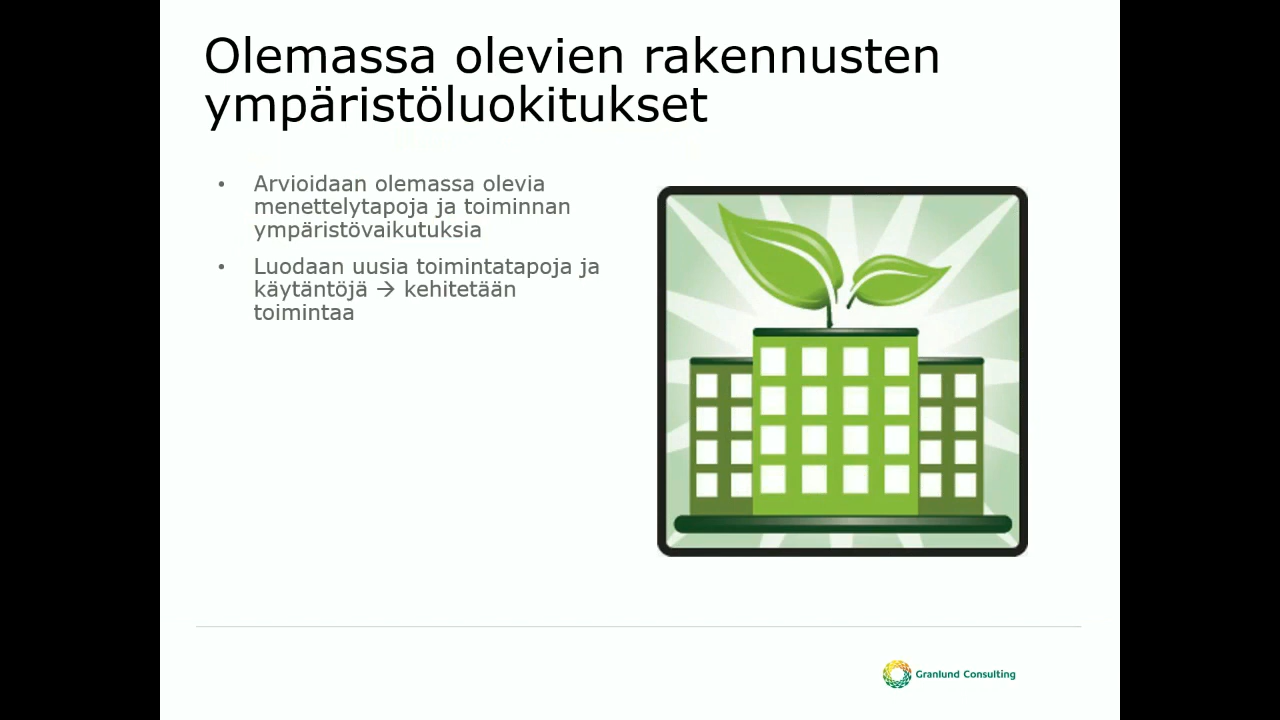 Olemassa olevien rakennusten
ympäristöluokitukset
• Arvioidaan olemassa olevia
menettelytapoja ja toiminnan
ympäristövaikutuksia
• Luodaan uusia toimintatapoja ja
käytäntöjä → kehitetään
toimintaa
Granlund Consulting